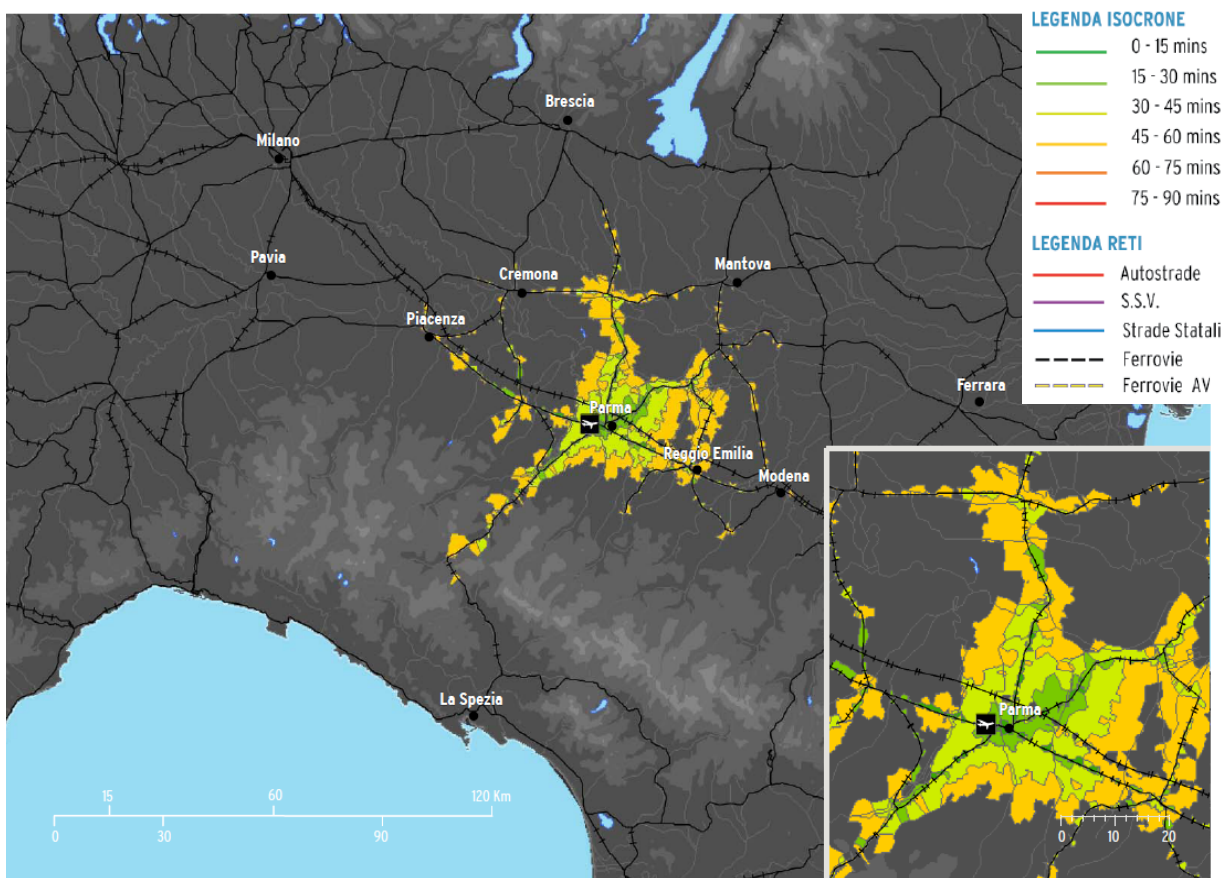 LEGENDA ISOCRONE
0 - 15 mins
15 - 30 mins
30 - 45 mins
45 - 60 mins
60 - 75 mins
75 - 90 mins
LEGENDA RETI
Autostrade
S.S.V.
Strade Statali
Ferrovie
Ferrovie AV
Brescia
Milano
Pavia
Cremona
Mantova
Piacenza
Ferrara
Parma
Reggio Emilia
Modena
La Spezia
Parma
15 60 120 Km
0 30 90
0 10 20